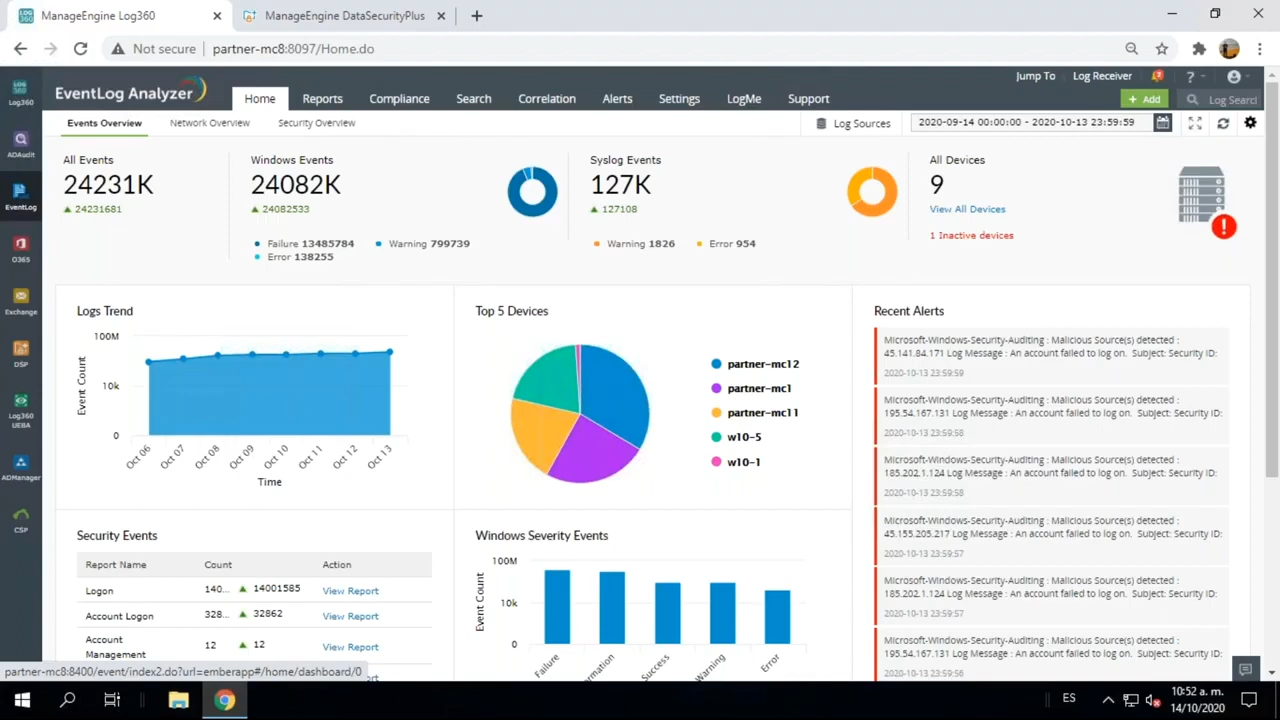 ManageEngine Log360
ManageEngine DataSecurityPlus
Not secure
partner-mc8:8097/Home.do
LOG 360
Log360
ADAudit
EventLog
O365
Exchange
DSP
Log360
UEBA
ADManager
CSP
EventLog Analyzer
Jump To
Log Receiver
?
Home
Reports
Compliance
Search
Correlation
Alerts
Settings
LogMe
Support
+ Add
Log Searc
Events Overview
Network Overview
Security Overview
Log Sources
2020-09-14 00:00:00 - 2020-10-13 23:59:59
All Events
24231K
24231681
Windows Events
24082K
24082533
Failure 13485784
Warning 799739
Error 138255
Syslog Events
127K
127108
Warning 1826
Error 954
All Devices
9
View All Devices
1 Inactive devices
Logs Trend
100M
10k
0
Event Count
Oct 06
Oct 07
Oct 08
Oct 09
Oct 10
Oct 11
Oct 12
Oct 13
Time
Top 5 Devices
partner-mc12
partner-mc1
partner-mc11
w10-5
w10-1
Recent Alerts
Microsoft-Windows-Security-Auditing : Malicious Source(s) detected :
45.141.84.171 Log Message : An account failed to log on. Subject: Security ID:
2020-10-13 23:59:59
Microsoft-Windows-Security-Auditing : Malicious Source(s) detected :
195.54.167.131 Log Message : An account failed to log on. Subject: Security ID:
2020-10-13 23:59:58
Microsoft-Windows-Security-Auditing : Malicious Source(s) detected :
185.202.1.124 Log Message : An account failed to log on. Subject: Security ID:
2020-10-13 23:59:58
Microsoft-Windows-Security-Auditing : Malicious Source(s) detected :
45.155.205.217 Log Message : An account failed to log on. Subject: Security ID:
2020-10-13 23:59:57
Microsoft-Windows-Security-Auditing : Malicious Source(s) detected :
185.202.1.124 Log Message : An account failed to log on. Subject: Security ID:
2020-10-13 23:59:57
Microsoft-Windows-Security-Auditing : Malicious Source(s) detected :
195.54.167.131 Log Message : An account failed to log on. Subject: Security ID:
2020-10-13 23:59:56
Security Events
Report Name
Count
Action
Logon
140...
14001585
View Report
Account Logon
328...
32862
View Report
Account
Management
12
12
View Report
Windows Severity Events
100M
10k
0
Event Count
Failure
rmation
Success
Warning
Error
partner-mc8:8400/event/index2.do?url=emberapp#/home/dashboard/0
ES
10:52 a. m.
14/10/2020